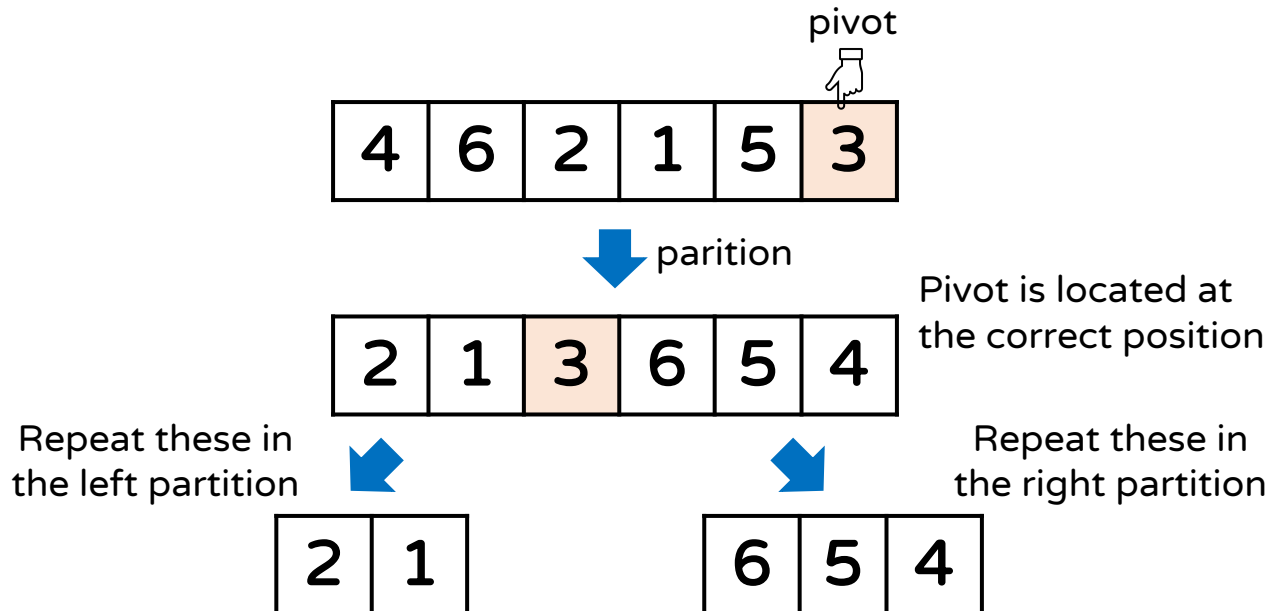 pivot
4 6 2 1 5 3
parition
Pivot is located at
the correct position
2 1 3 6 5 4
Repeat these in
the left partition
Repeat these in
the right partition
2 1
6 5 4